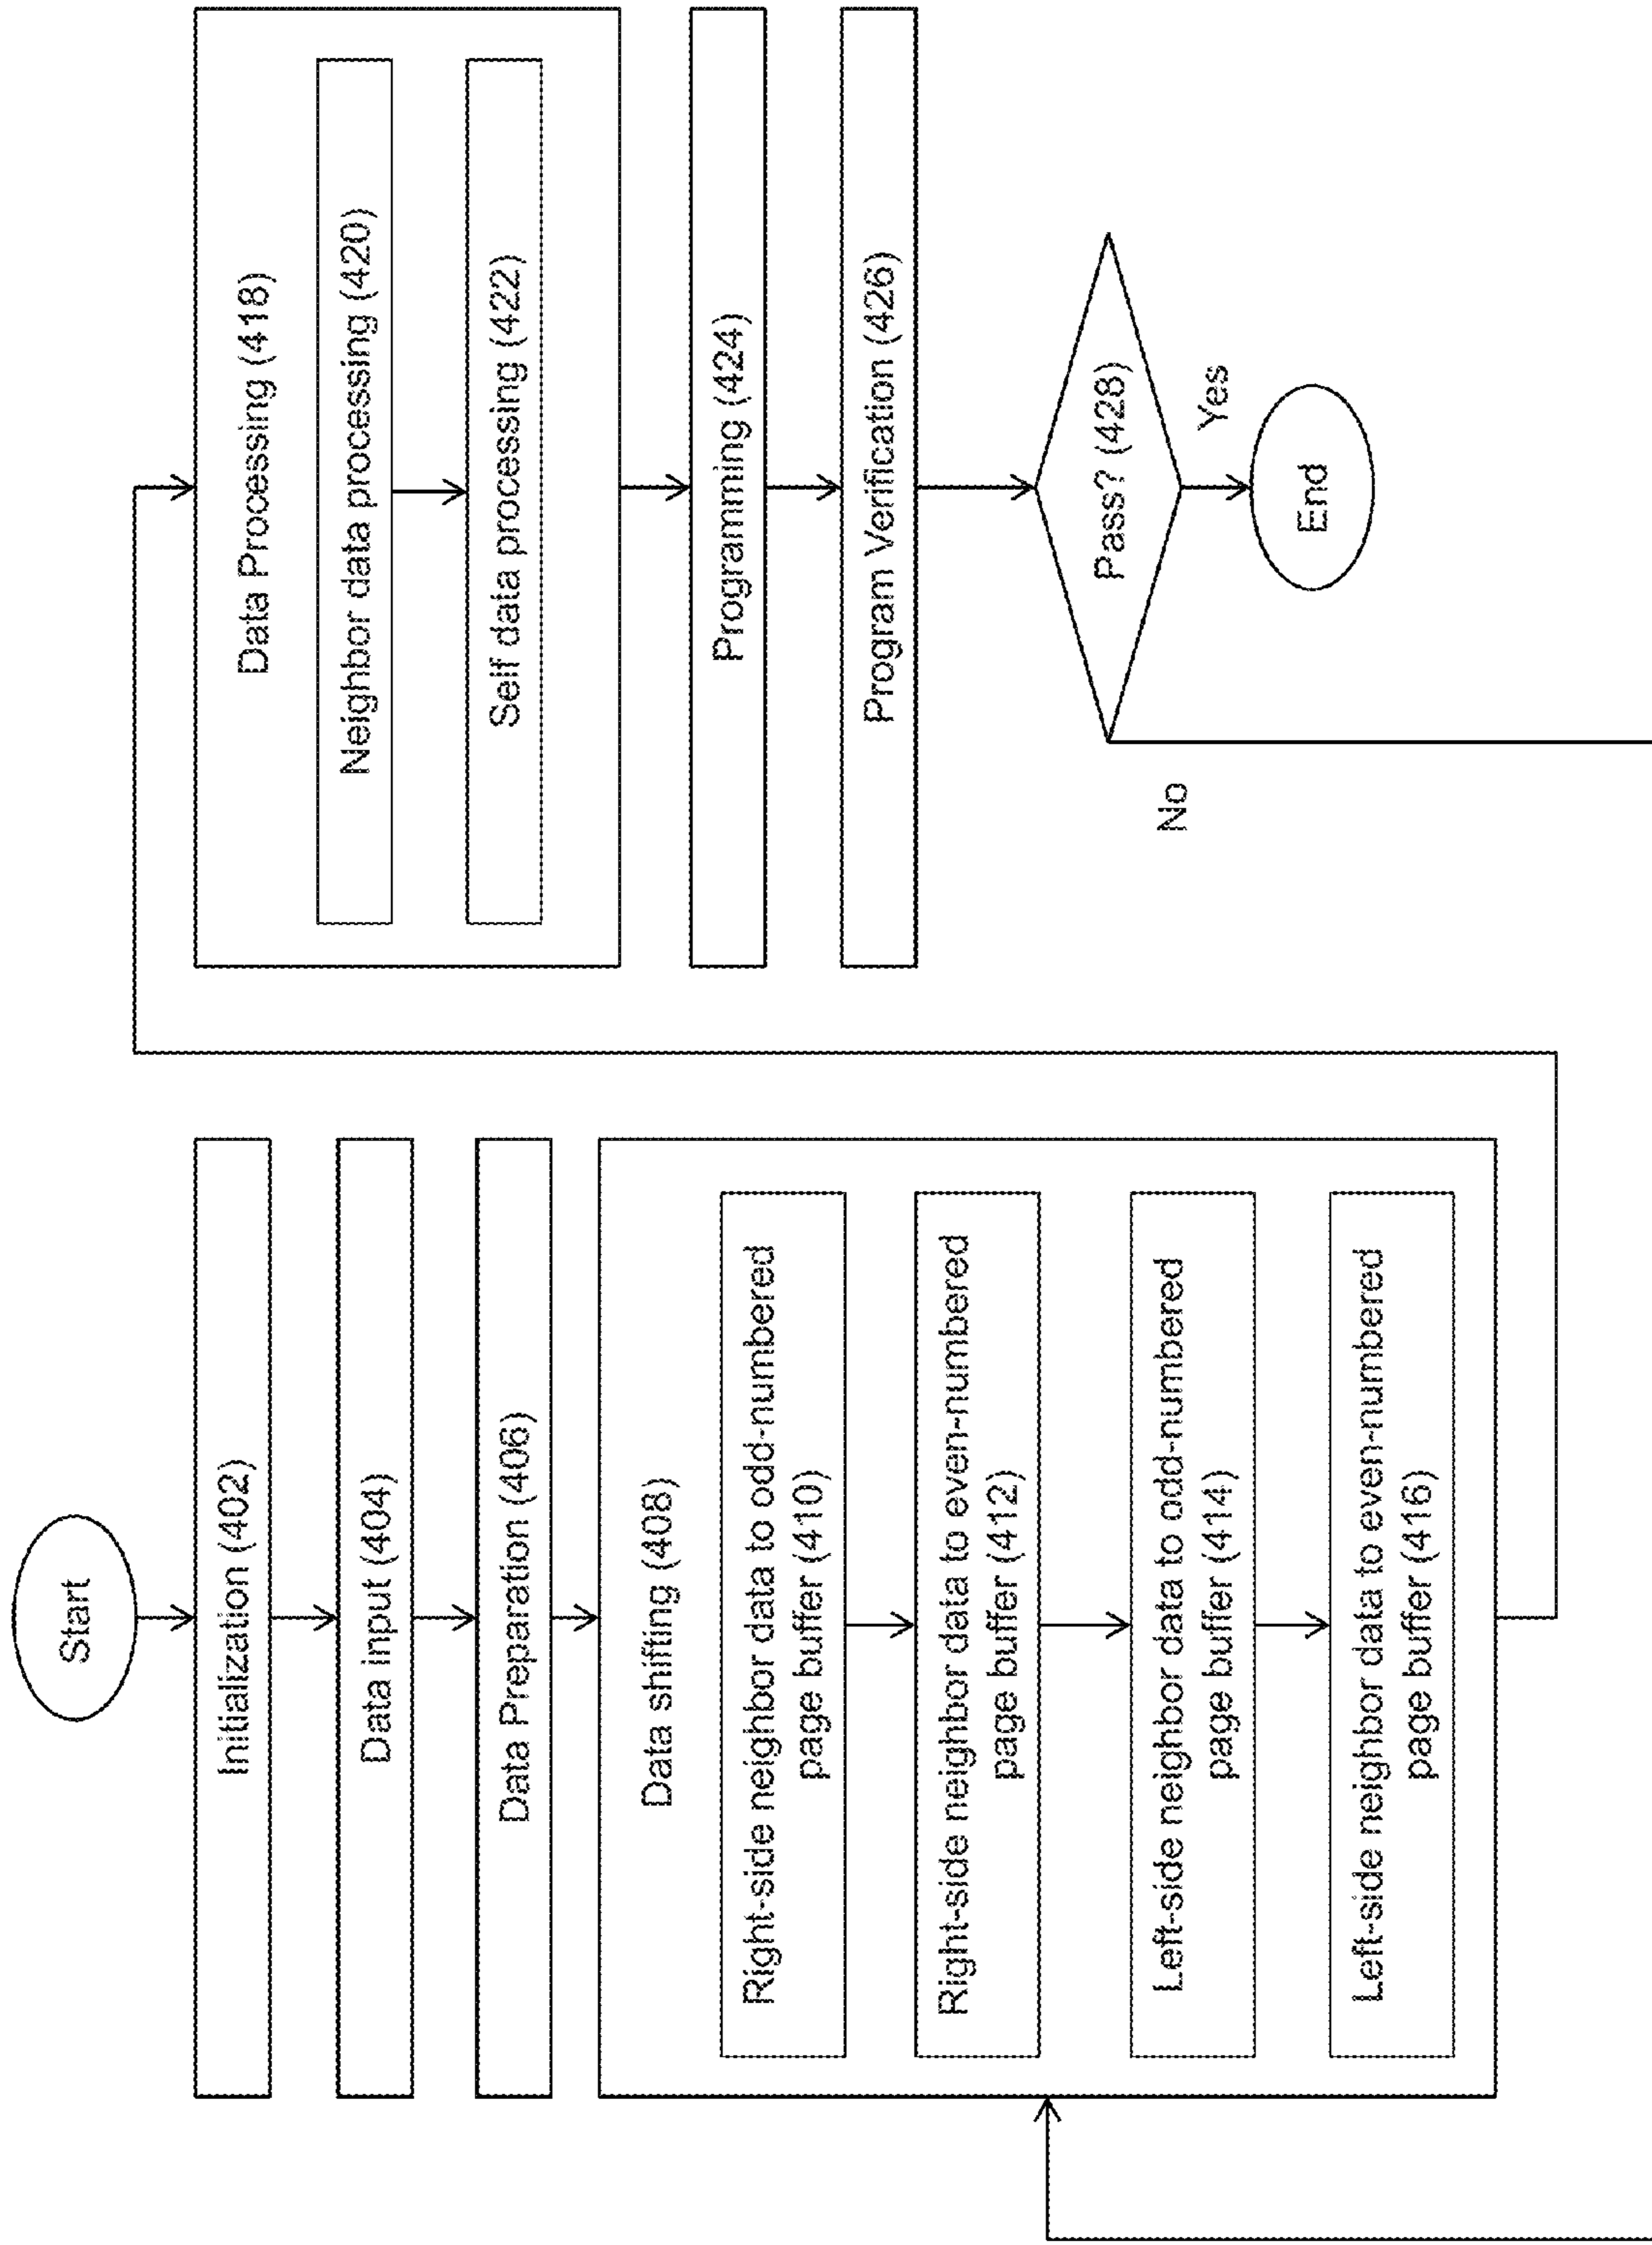 Start
Initialization (402)
Data input (404)
Data Preparation (406)
Data shifting (408)
Right-side neighbor data to odd-numbered
page buffer (410)
Right-side neighbor data to even-numbered
page buffer (412)
Left-side neighbor data to odd-numbered
page buffer (414)
Left-side neighbor data to even-numbered
page buffer (416)
Data Processing (418)
Neighbor data processing (420)
Self data processing (422)
Programming (424)
Program Verification (426)
Pass? (428)
No
Yes
End